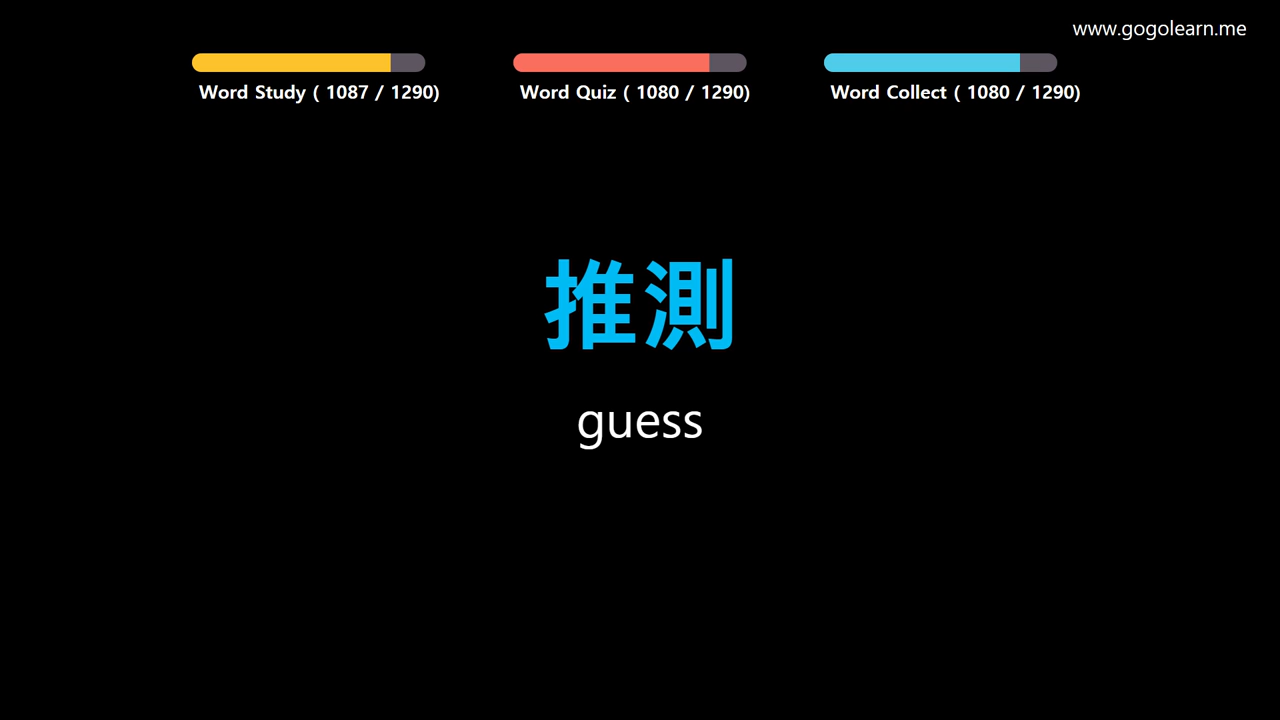 www.gogolearn.me
Word Study ( 1087 / 1290)
Word Quiz ( 1080 / 1290)
Word Collect ( 1080 / 1290)
推測
guess